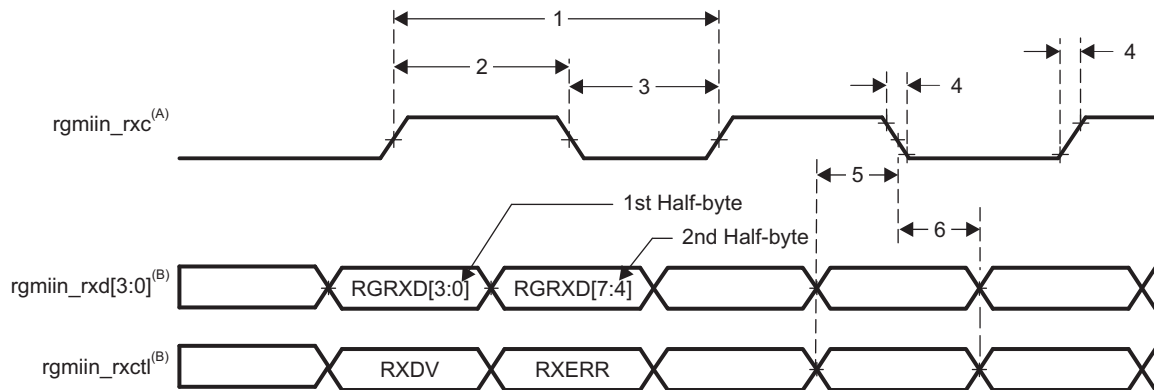 1
2
3
4
4
rgmiin_rxc(A)
5
1st Half-byte
2nd Half-byte
6
rgmiin_rxd[3:0](B)
RGRXD[3:0]
RGRXD[7:4]
rgmiin_rxctl(B)
RXDV
RXERR